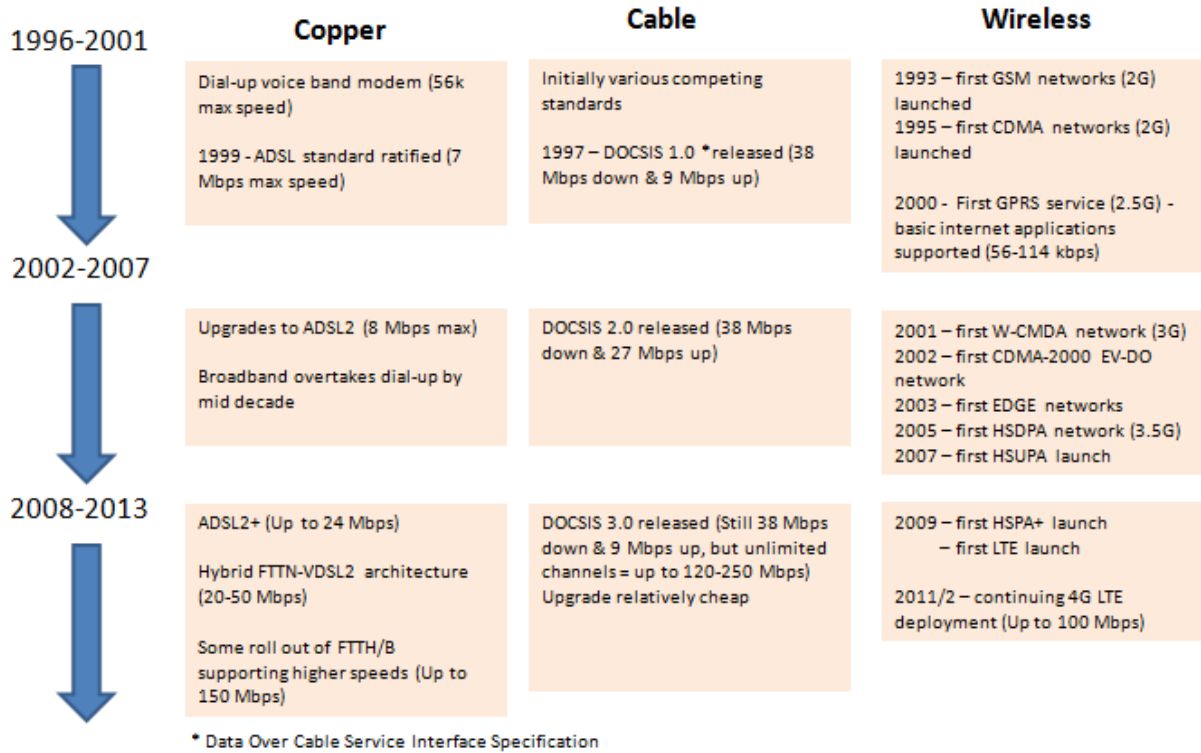 Copper
Cable
Wireless
1996-2001
Dial-up voice band modem (56k
max speed)
1999 - ADSL standard ratified (7
Mbps max speed)
Initially various competing
standards
1997 – DOCSIS 1.0 * released (38
Mbps down & 9 Mbps up)
1993 – first GSM networks (2G)
launched
1995 – first CDMA networks (2G)
launched
2000 - First GPRS service (2.5G) -
basic internet applications
supported (56-114 kbps)
2002-2007
Upgrades to ADSL2 (8 Mbps max)
Broadband overtakes dial-up by
mid decade
DOCSIS 2.0 released (38 Mbps
down & 27 Mbps up)
2001 – first W-CMDA network (3G)
2002 – first CDMA-2000 EV-DO
network
2003 – first EDGE networks
2005 – first HSDPA network (3.5G)
2007 – first HSUPA launch
2008-2013
ADSL2+ (Up to 24 Mbps)
Hybrid FTTN-VDSL2 architecture
(20-50 Mbps)
Some roll out of FTTH/B
supporting higher speeds (Up to
150 Mbps)
DOCSIS 3.0 released (Still 38 Mbps
down & 9 Mbps up, but unlimited
channels = up to 120-250 Mbps)
Upgrade relatively cheap
2009 – first HSPA+ launch
– first LTE launch
2011/2 – continuing 4G LTE
deployment (Up to 100 Mbps)
* Data Over Cable Service Interface Specification